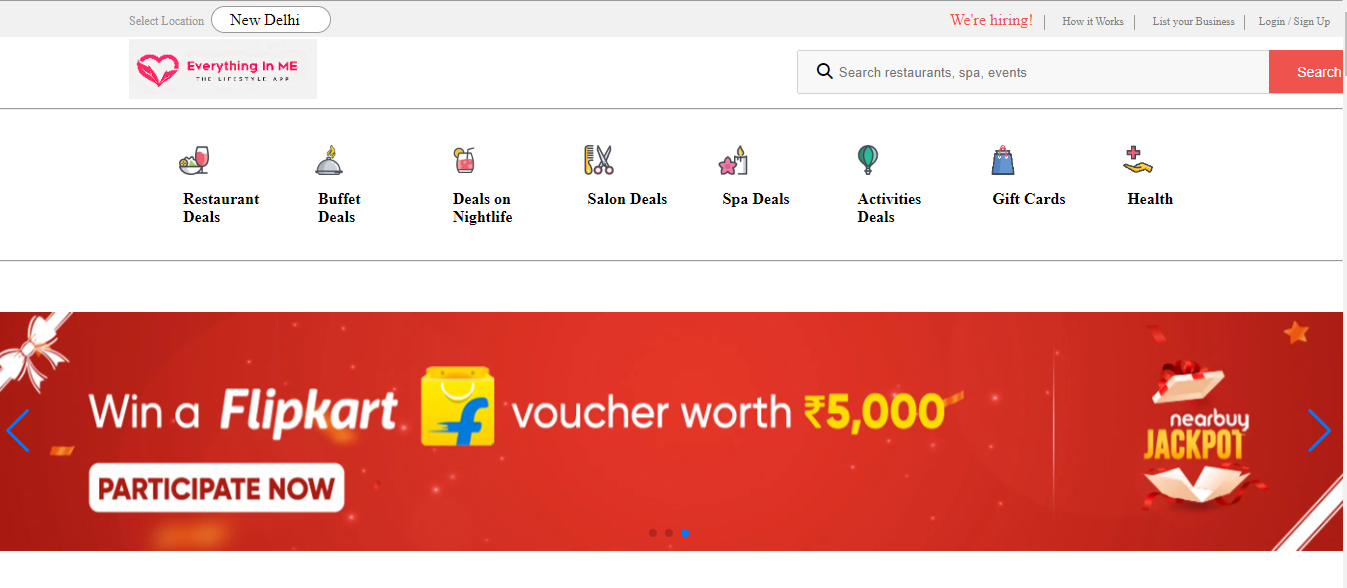 Select Location New Delhi We're hiring! How it Works List your Business Login / Sign Up
Everything In ME
THE LIFESTYLE APP
Search restaurants, spa, events Search
Restaurant Deals
Buffet Deals
Deals on Nightlife
Salon Deals
Spa Deals
Activities Deals
Gift Cards
Health
Win a Flipkart f voucher worth ₹5,000
PARTICIPATE NOW
nearbuy
JACKPOT